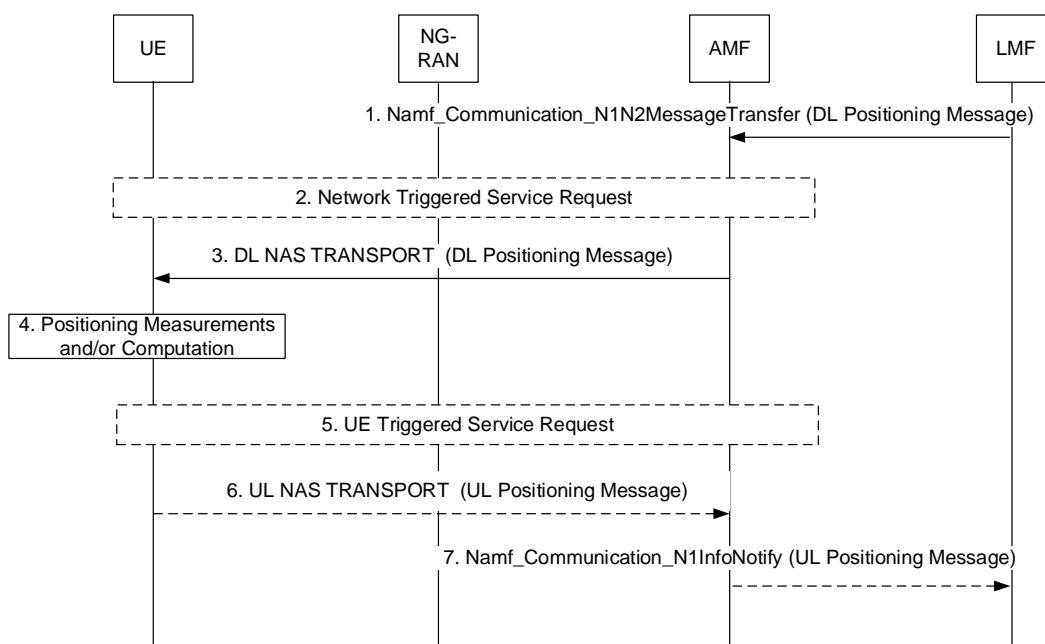 UE
NG-
RAN
AMF
LMF
1. Namf_Communication_N1N2MessageTransfer (DL Positioning Message)
2. Network Triggered Service Request
3. DL NAS TRANSPORT  (DL Positioning Message)
4. Positioning Measurements
and/or Computation
5. UE Triggered Service Request
6. UL NAS TRANSPORT  (UL Positioning Message)
7. Namf_Communication_N1InfoNotify (UL Positioning Message)